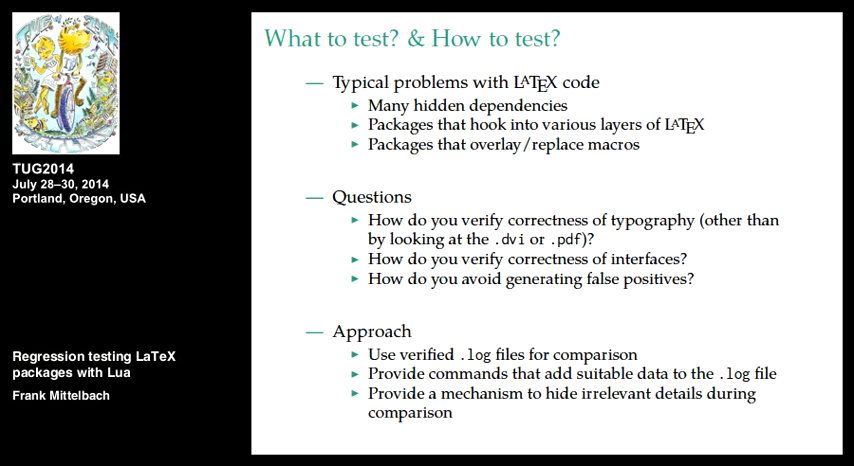 TUG2014
July 28–30, 2014
Portland, Oregon, USA
Regression testing LaTeX
packages with Lua
Frank Mittelbach
What to test? & How to test?
— Typical problems with LATEX code
▶ Many hidden dependencies
▶ Packages that hook into various layers of LATEX
▶ Packages that overlay/replace macros
— Questions
▶ How do you verify correctness of typography (other than
by looking at the .dvi or .pdf)?
▶ How do you verify correctness of interfaces?
▶ How do you avoid generating false positives?
— Approach
▶ Use verified .log files for comparison
▶ Provide commands that add suitable data to the .log file
▶ Provide a mechanism to hide irrelevant details during
comparison